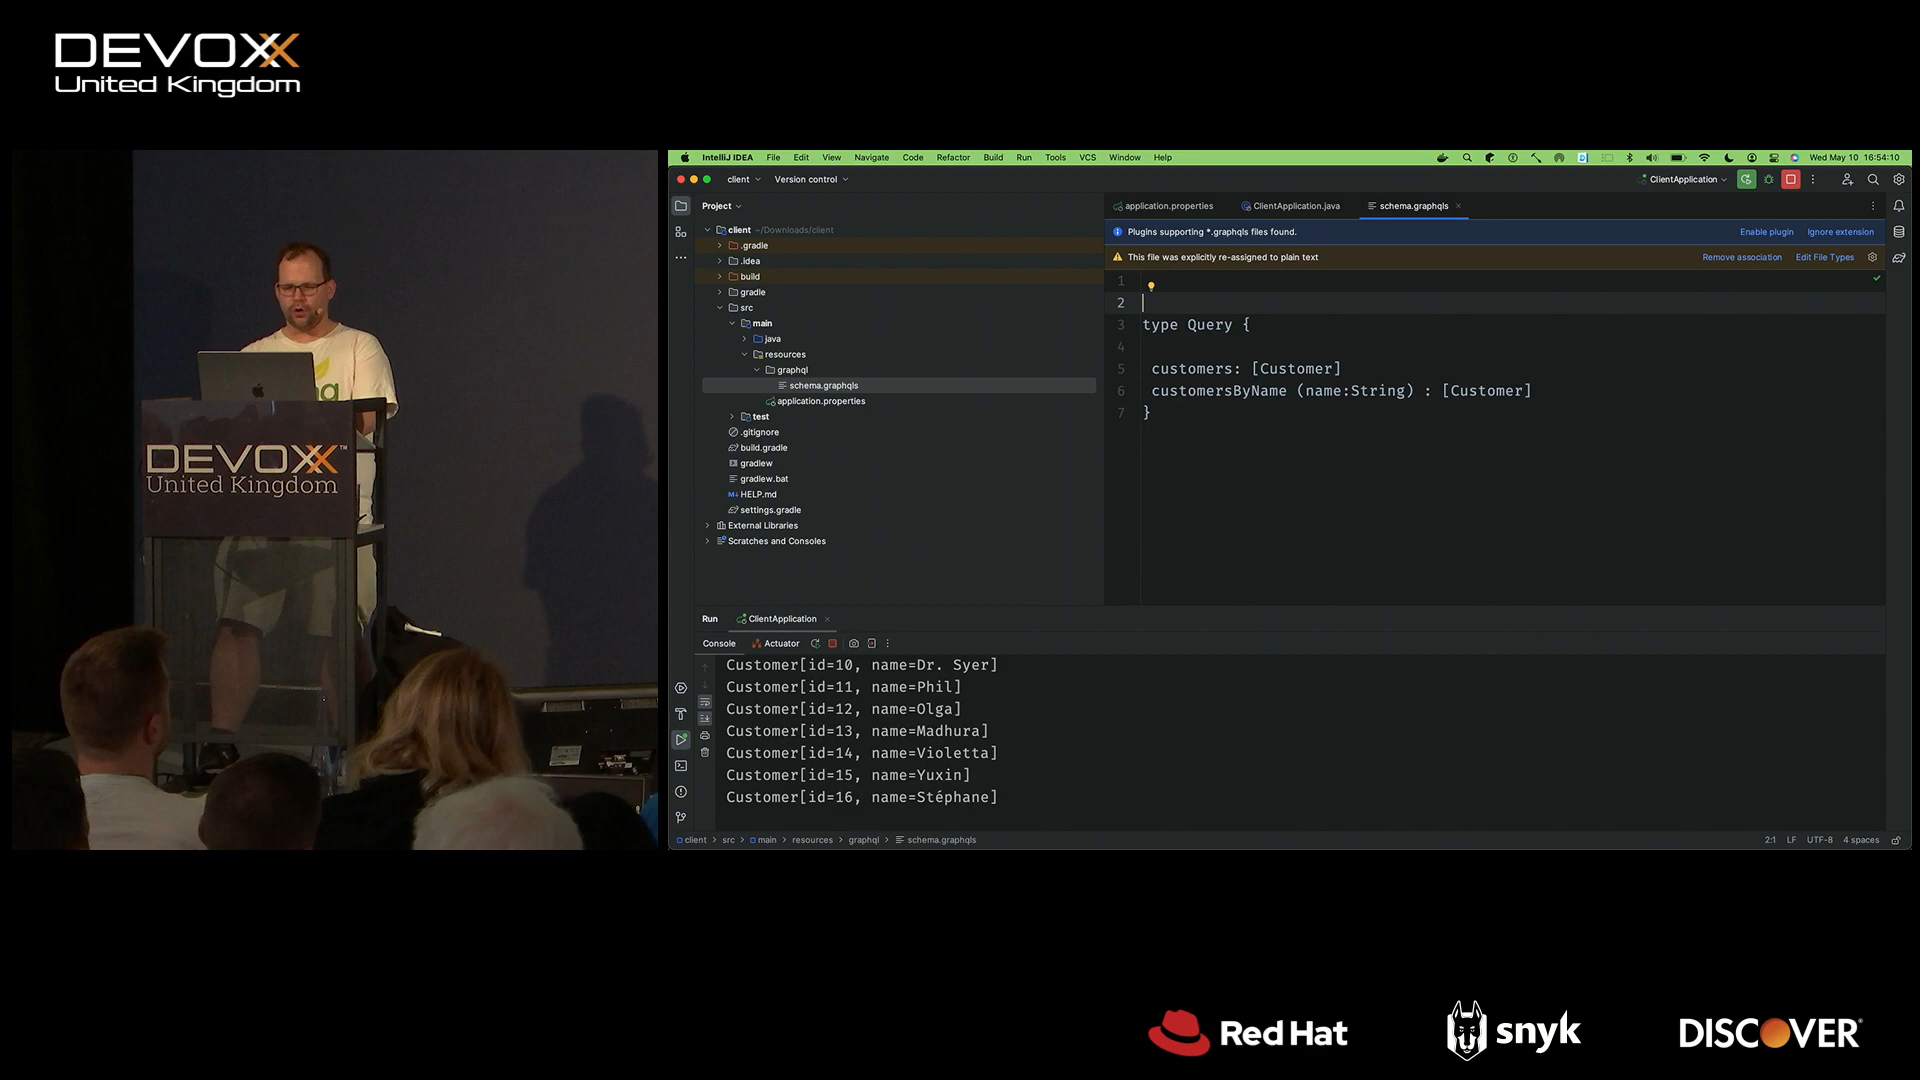 DEVOXX
United Kingdom
DEVOXX™
United Kingdom
IntelliJ IDEA File Edit View Navigate Code Refactor Build Run Tools VCS Window Help Wed May 10 16:54:10
client Version control ClientApplication
Project
client ~/Downloads/client
.gradle
.idea
build
gradle
src
main
java
resources
graphql
schema.graphqls
application.properties
test
.gitignore
build.gradle
gradlew
gradlew.bat
HELP.md
settings.gradle
External Libraries
Scratches and Consoles
application.properties ClientApplication.java schema.graphqls
Plugins supporting *.graphqls files found. Enable plugin Ignore extension
This file was explicitly re-assigned to plain text Remove association Edit File Types
1
2
3 type Query {
4
5 customers: [Customer]
6 customersByName (name:String) : [Customer]
7 }
Run ClientApplication
Console Actuator
Customer[id=10, name=Dr. Syer]
Customer[id=11, name=Phil]
Customer[id=12, name=Olga]
Customer[id=13, name=Madhura]
Customer[id=14, name=Violetta]
Customer[id=15, name=Yuxin]
Customer[id=16, name=Stéphane]
client > src > main > resources > graphql > schema.graphqls 2:1 LF UTF-8 4 spaces
Red Hat
snyk
DISCOVER